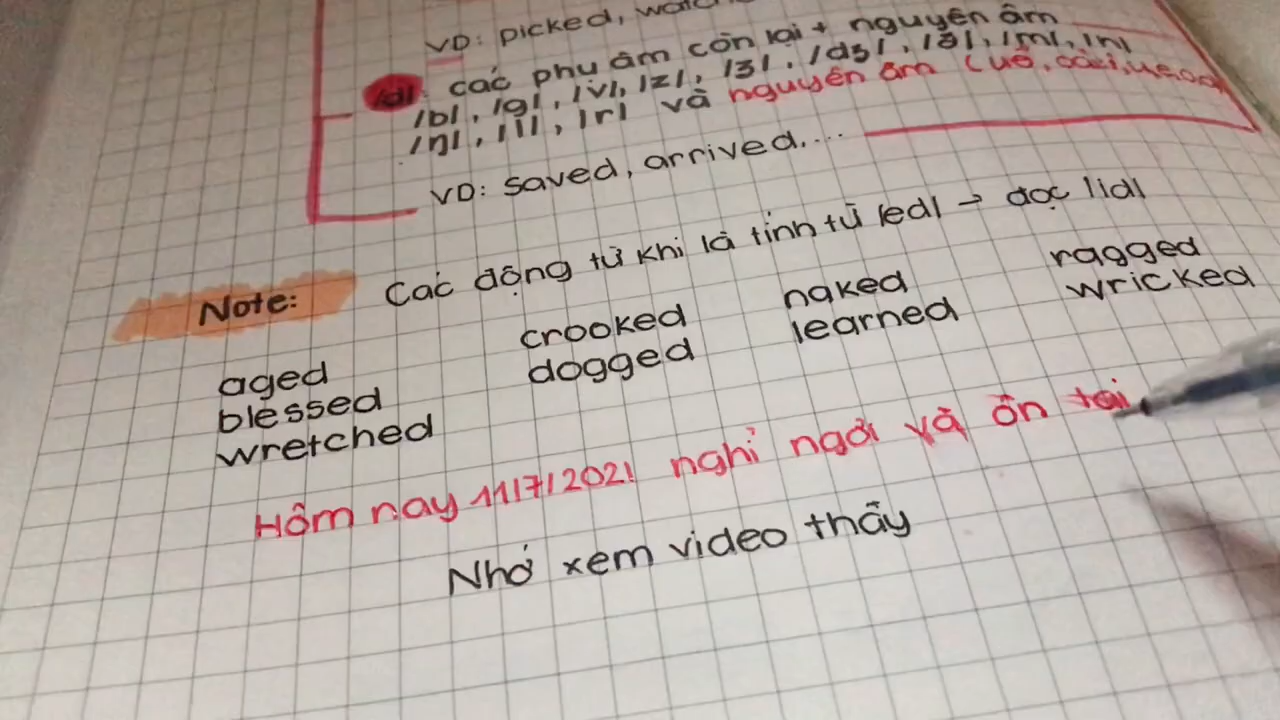 VD: picked, watche
/d/: các phụ âm còn lại + nguyên âm
/b/, /g/, /v/, /z/, /ʒ/, /dʒ/, /ð/, /m/, /n/
/ŋ/, /l/, /r/ và nguyên âm (uể,
VD: saved, arrived....
Note: Các động từ khi là tính từ /ed/ → đọc /id/
aged crooked naked ragged
blessed dogged learned wricked
wretched
Hôm nay 11/7/2021 nghỉ ngơi và ôn tại
Nhớ xem video thầy